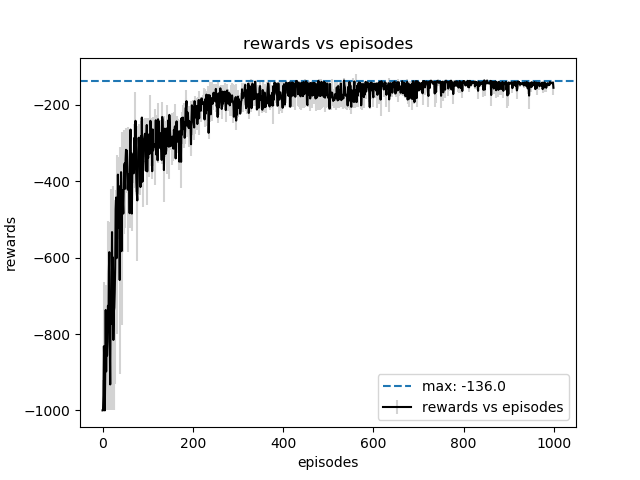 rewards vs episodes
rewards
−200
−400
−600
−800
−1000
0 200 400 600 800 1000
episodes
max: -136.0
rewards vs episodes